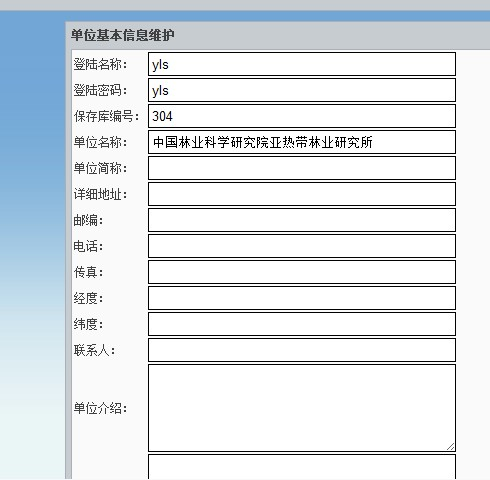 单位基本信息维护
登陆名称： yls
登陆密码： yls
保存库编号： 304
单位名称： 中国林业科学研究院亚热带林业研究所
单位简称：
详细地址：
邮编：
电话：
传真：
经度：
纬度：
联系人：
单位介绍：